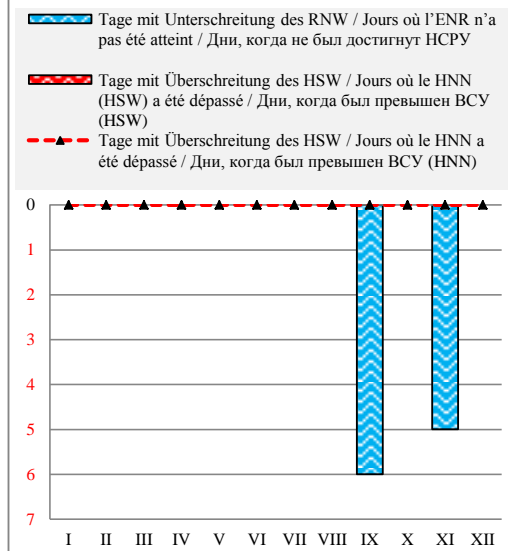 Tage mit Unterschreitung des RNW / Jours où l'ENR n'a
pas été atteint / Дни, когда не был достигнут НСРУ
Tage mit Überschreitung des HSW / Jours où le HNN
(HSW) a été dépassé / Дни, когда был превышен ВСУ
(HSW)
Tage mit Überschreitung des HSW / Jours où le HNN a
été dépassé / Дни, когда был превышен ВСУ (HNN)
0
1
2
3
4
5
6
7
I II III IV V VI VII VIII IX X XI XII